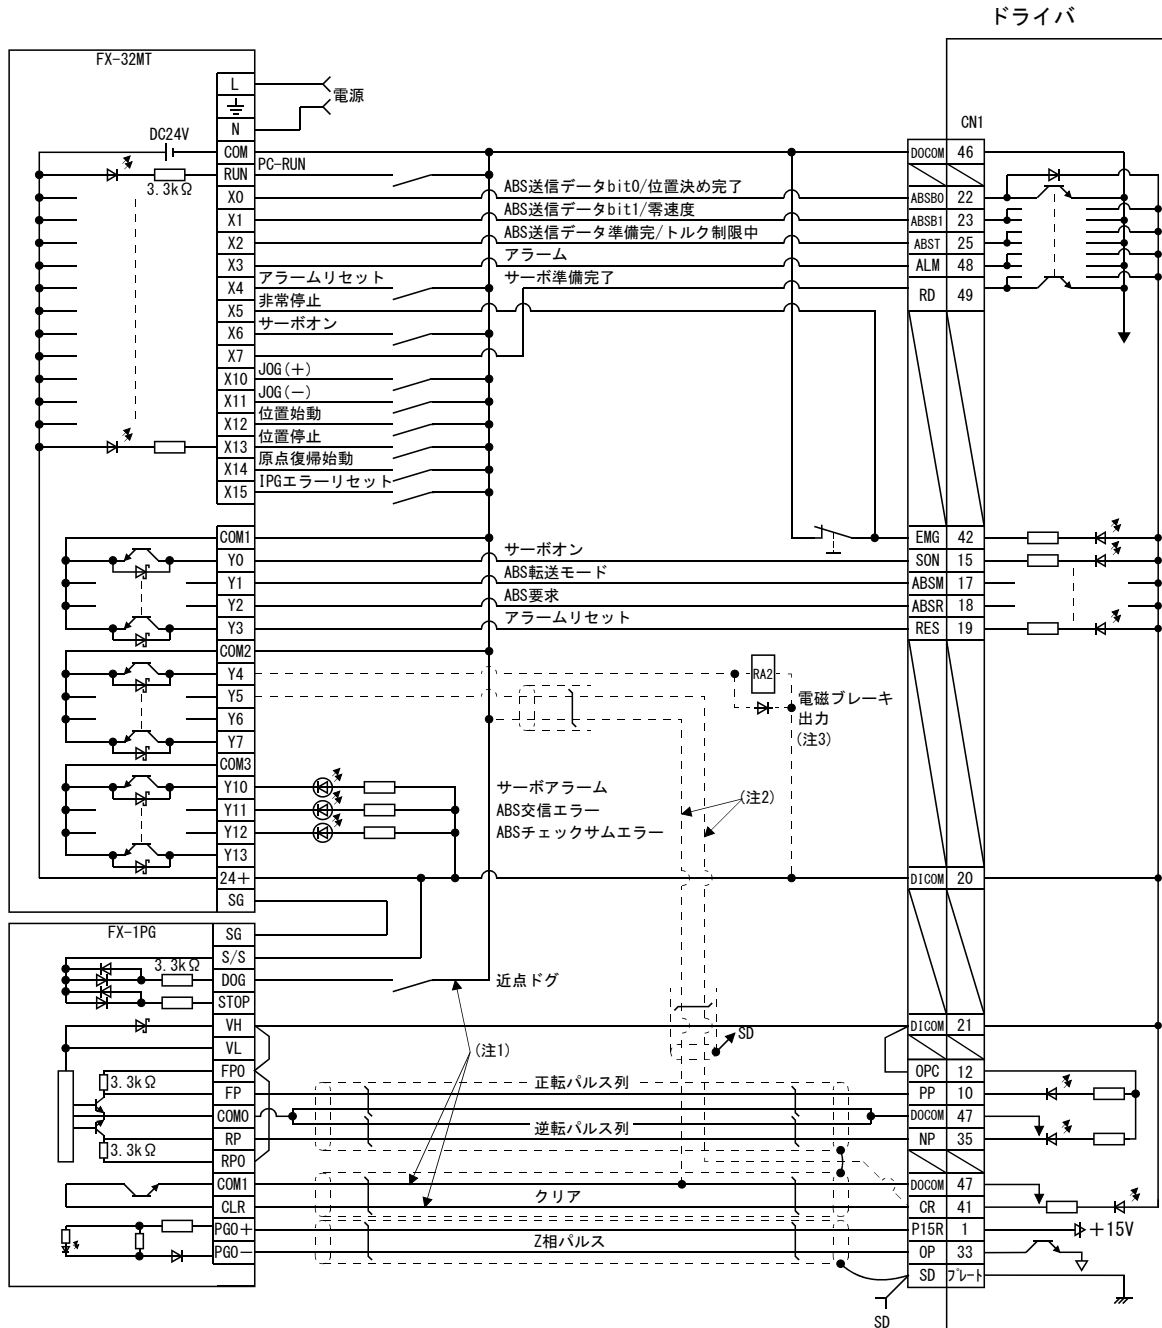 ドライバ
FX-32MT
L
N
電源
CN1
DC24V
COM
DOCOM 46
RUN
PC-RUN
3.3kΩ
X0
ABS送信データbit0/位置決め完了
ABSB0 22
X1
ABS送信データbit1/零速度
ABSB1 23
X2
ABS送信データ準備完/トルク制限中
ABST 25
X3
アラーム
ALM 48
X4
アラームリセット
サーボ準備完了
RD 49
X5
非常停止
X6
サーボオン
X7
X10
JOG(+)
X11
JOG(−)
X12
位置始動
X13
位置停止
X14
原点復帰始動
X15
IPGエラーリセット
COM1
EMG 42
Y0
サーボオン
SON 15
Y1
ABS転送モード
ABSM 17
Y2
ABS要求
ABSR 18
Y3
アラームリセット
RES 19
COM2
Y4
RA2
Y5
電磁ブレーキ
出力
(注3)
Y6
Y7
COM3
Y10
サーボアラーム
(注2)
Y11
ABS交信エラー
Y12
ABSチェックサムエラー
Y13
24+
DICOM 20
SG
FX-1PG
SG
S/S
3.3kΩ
DOG
近点ドグ
STOP
VH
DICOM 21
SD
VL
(注1)
FPO
OPC 12
3.3kΩ
FP
正転パルス列
PP 10
COM0
DOCOM 47
RP
逆転パルス列
NP 35
3.3kΩ
RPO
COM1
DOCOM 47
CLR
クリア
CR 41
PG0+
P15R 1
+15V
PG0−
Z相パルス
OP 33
SD プレート
SD